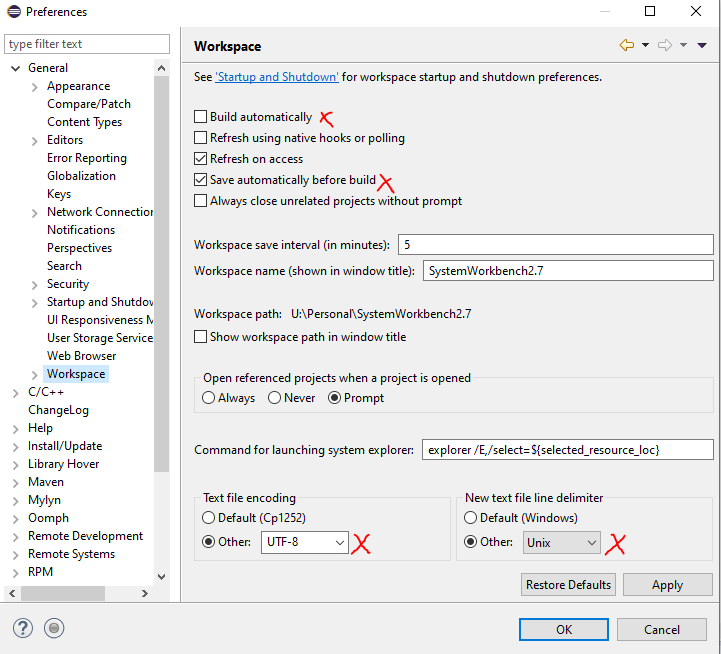 Preferences
type filter text
General
Appearance
Compare/Patch
Content Types
Editors
Error Reporting
Globalization
Keys
Network Connection
Notifications
Perspectives
Search
Security
Startup and Shutdow
UI Responsiveness M
User Storage Service
Web Browser
Workspace
C/C++
ChangeLog
Help
Install/Update
Library Hover
Maven
Mylyn
Oomph
Remote Development
Remote Systems
RPM
Workspace
See 'Startup and Shutdown' for workspace startup and shutdown preferences.
Build automatically
Refresh using native hooks or polling
Refresh on access
Save automatically before build
Always close unrelated projects without prompt
Workspace save interval (in minutes): 5
Workspace name (shown in window title): SystemWorkbench2.7
Workspace path: U:\Personal\SystemWorkbench2.7
Show workspace path in window title
Open referenced projects when a project is opened
Always Never Prompt
Command for launching system explorer: explorer /E,/select=${selected_resource_loc}
Text file encoding
Default (Cp1252)
Other: UTF-8
New text file line delimiter
Default (Windows)
Other: Unix
Restore Defaults Apply
? OK Cancel